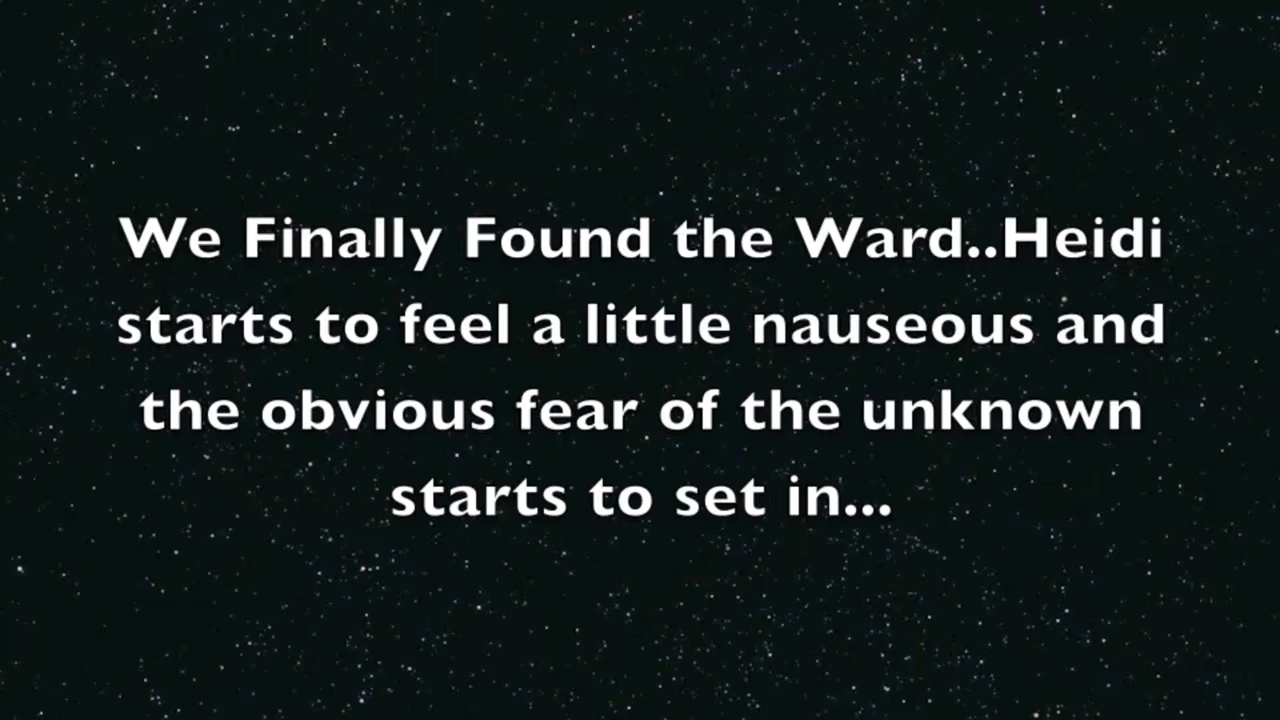 We Finally Found the Ward..Heidi
starts to feel a little nauseous and
the obvious fear of the unknown
starts to set in...